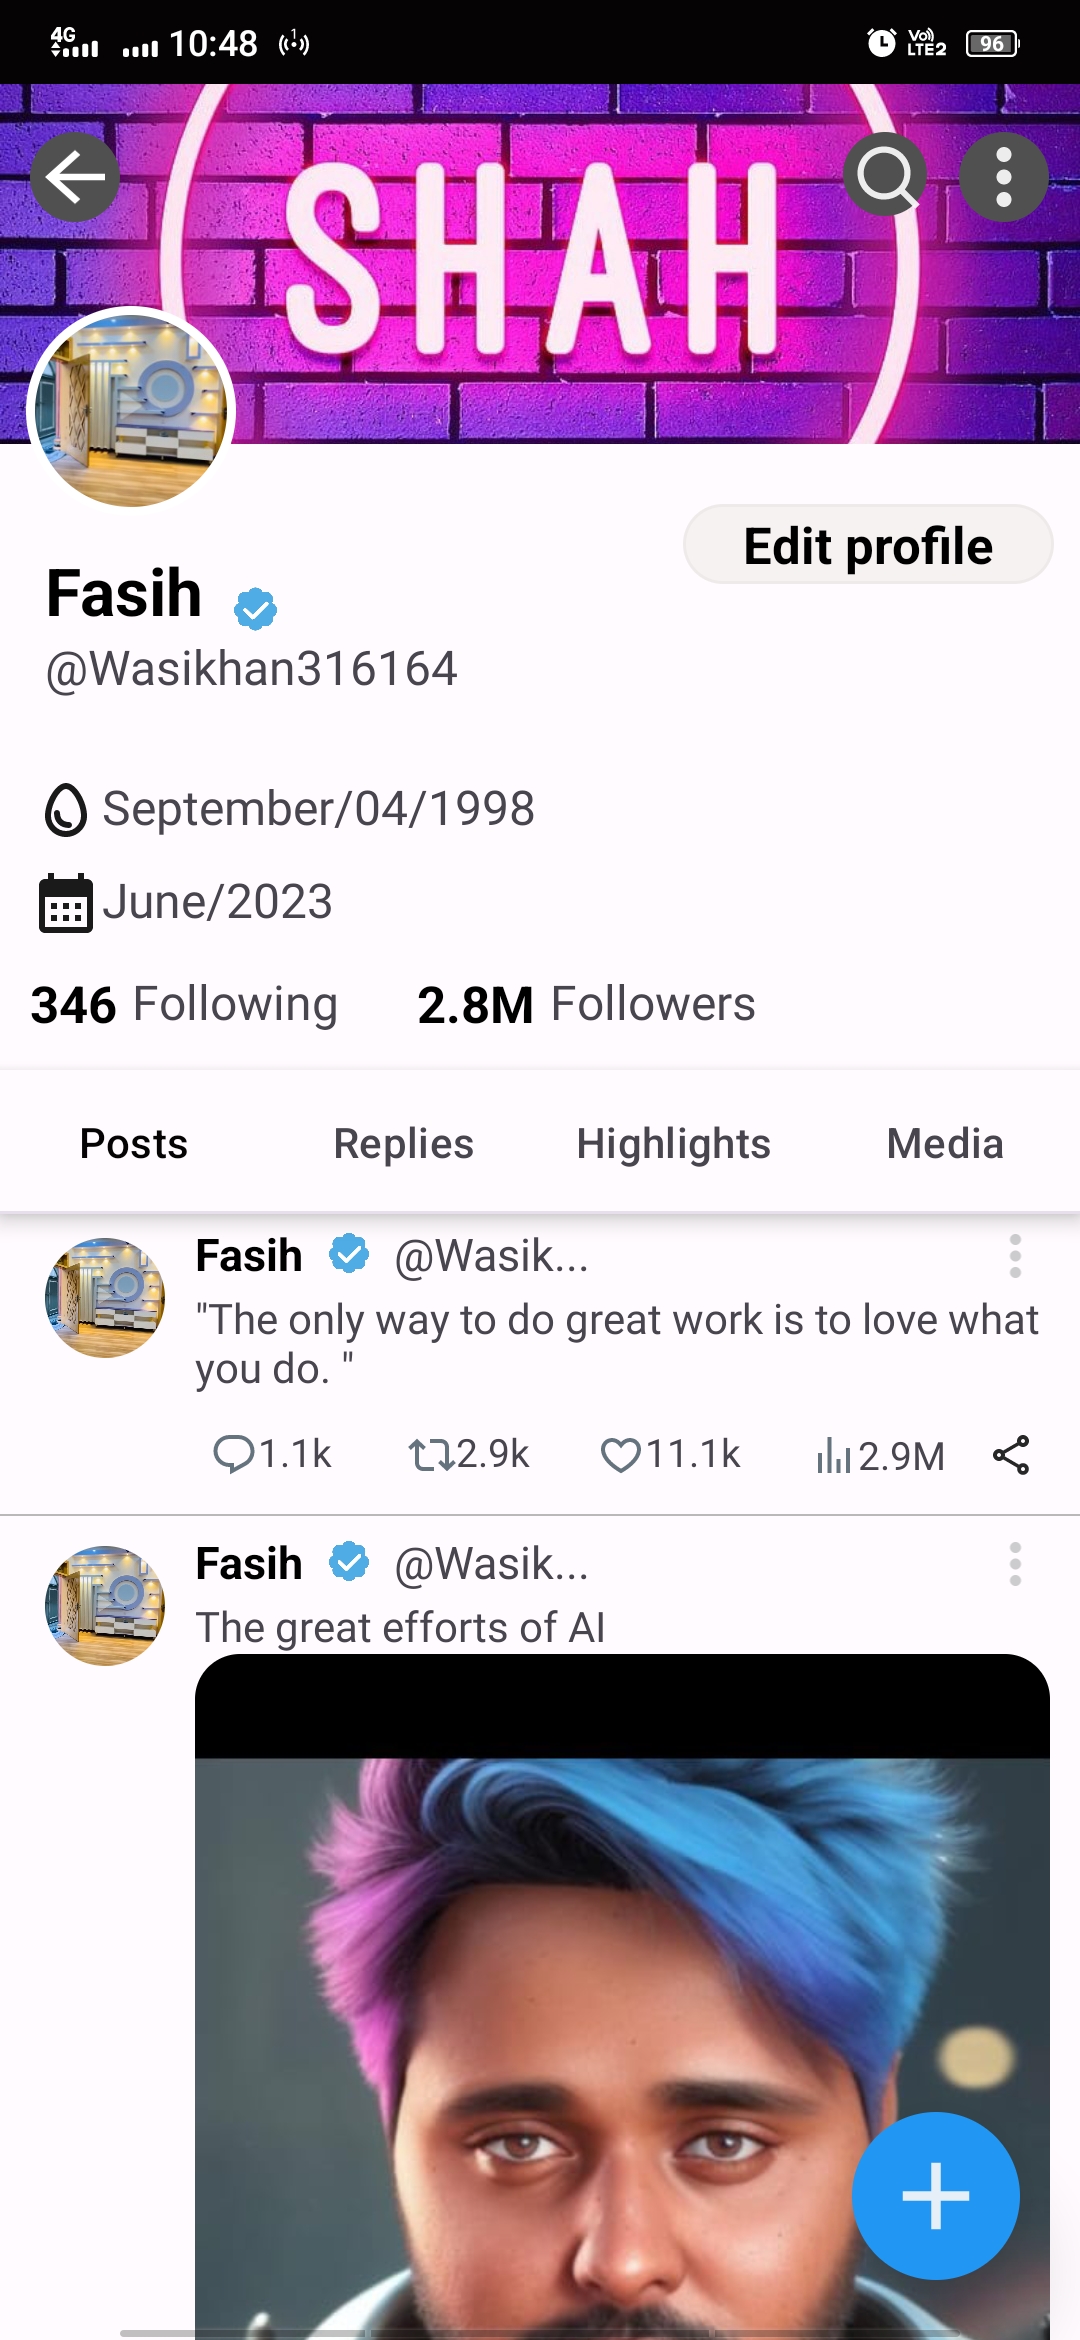 4G 10:48 1 Vo) LTE2 96
SHAH
Edit profile
Fasih
@Wasikhan316164
September/04/1998
June/2023
346 Following 2.8M Followers
Posts Replies Highlights Media
Fasih @Wasik...
"The only way to do great work is to love what
you do. "
1.1k 2.9k 11.1k 2.9M
Fasih @Wasik...
The great efforts of AI